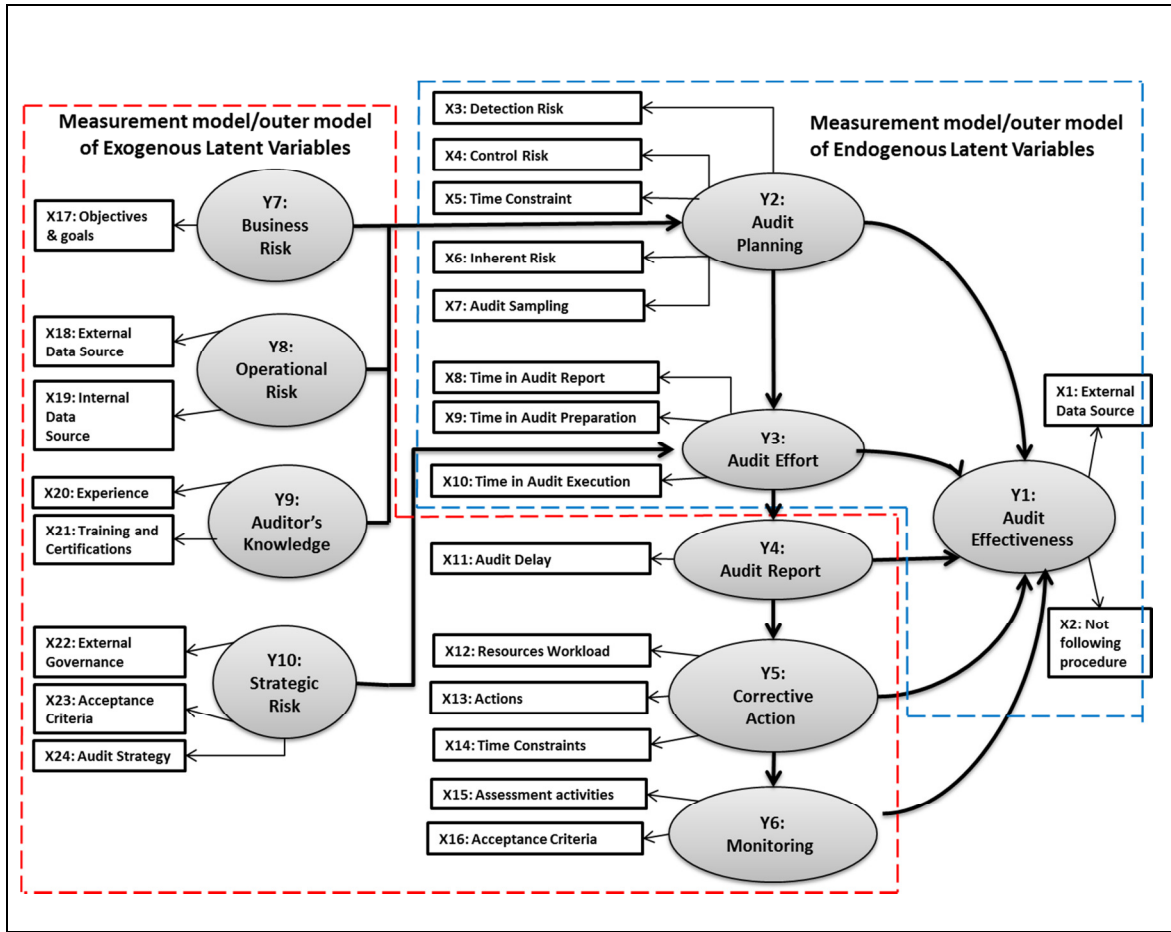 Measurement model/outer model
of Exogenous Latent Variables
X17: Objectives
& goals
Y7:
Business
Risk
X18: External
Data Source
X19: Internal
Data
Source
Y8:
Operational
Risk
X20: Experience
X21: Training and
Certifications
Y9:
Auditor's
Knowledge
X22: External
Governance
X23: Acceptance
Criteria
X24: Audit Strategy
Y10:
Strategic
Risk
Measurement model/outer model
of Endogenous Latent Variables
X3: Detection Risk
X4: Control Risk
X5: Time Constraint
X6: Inherent Risk
X7: Audit Sampling
Y2:
Audit
Planning
X8: Time in Audit Report
X9: Time in Audit Preparation
X10: Time in Audit Execution
Y3:
Audit Effort
X11: Audit Delay
Y4:
Audit Report
X12: Resources Workload
X13: Actions
X14: Time Constraints
Y5:
Corrective
Action
X15: Assessment activities
X16: Acceptance Criteria
Y6:
Monitoring
X1: External
Data Source
Y1:
Audit
Effectiveness
X2: Not
following
procedure